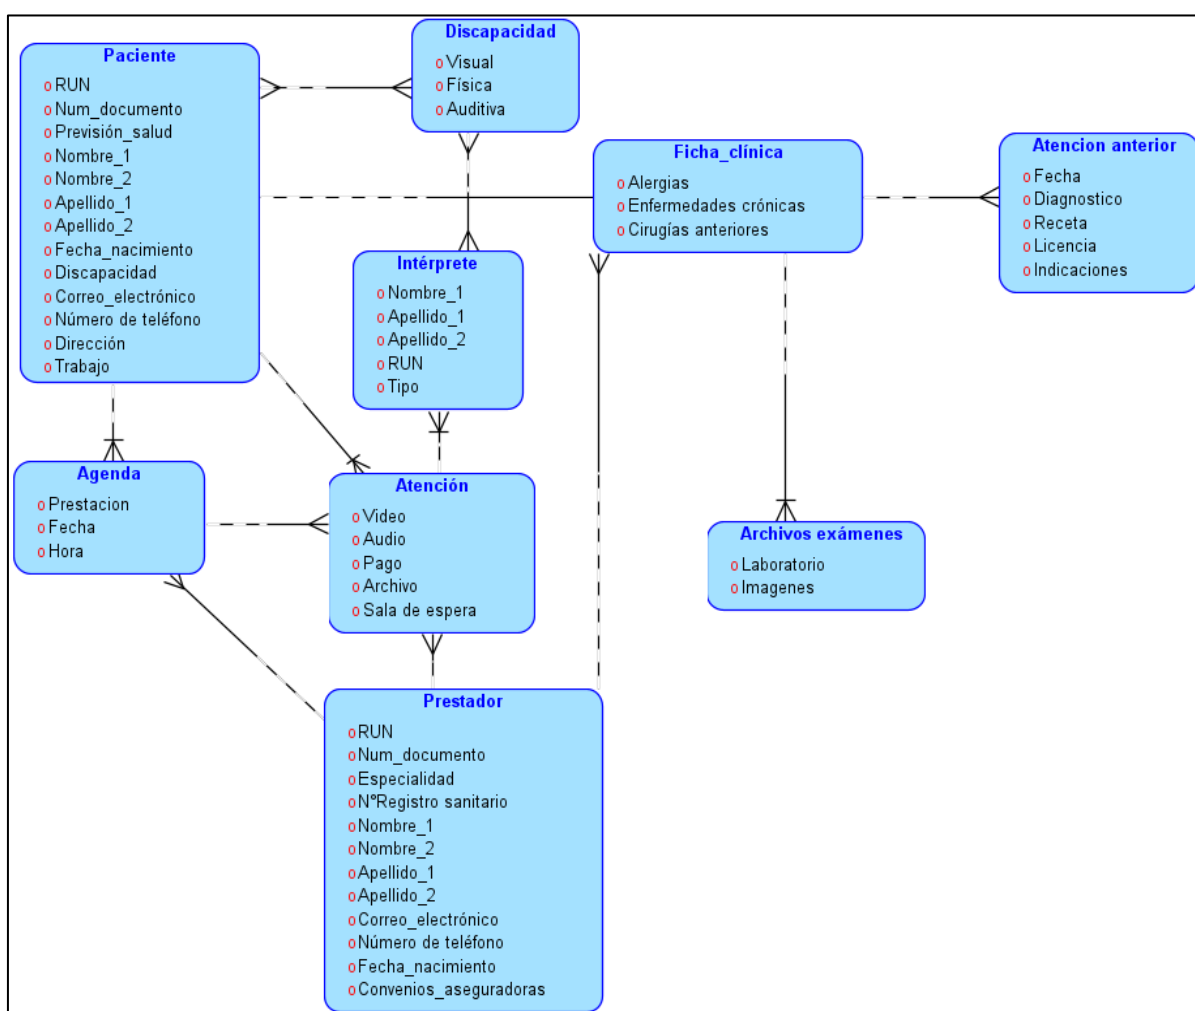 Paciente
RUN
Num_documento
Previsión_salud
Nombre_1
Nombre_2
Apellido_1
Apellido_2
Fecha_nacimiento
Discapacidad
Correo_electrónico
Número de teléfono
Dirección
Trabajo
Discapacidad
Visual
Física
Auditiva
Ficha_clínica
Alergias
Enfermedades crónicas
Cirugías anteriores
Atencion anterior
Fecha
Diagnostico
Receta
Licencia
Indicaciones
Intérprete
Nombre_1
Apellido_1
Apellido_2
RUN
Tipo
Agenda
Prestacion
Fecha
Hora
Atención
Video
Audio
Pago
Archivo
Sala de espera
Archivos exámenes
Laboratorio
Imagenes
Prestador
RUN
Num_documento
Especialidad
N°Registro sanitario
Nombre_1
Nombre_2
Apellido_1
Apellido_2
Correo_electrónico
Número de teléfono
Fecha_nacimiento
Convenios_aseguradoras